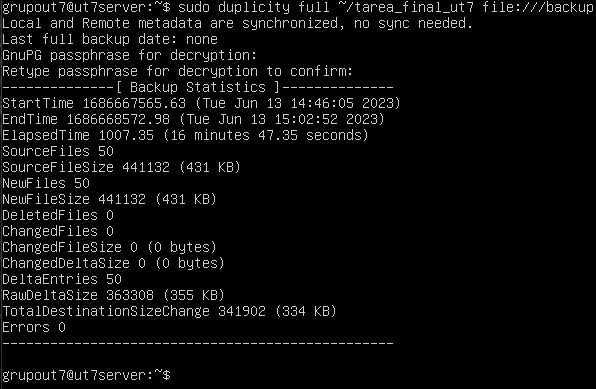 grupout7@ut7server:~$ sudo duplicity full ~/tarea_final_ut7 file:///backup
Local and Remote metadata are synchronized, no sync needed.
Last full backup date: none
GnuPG passphrase for decryption:
Retype passphrase for decryption to confirm:
--------------[ Backup Statistics ]--------------
StartTime 1686667565.63 (Tue Jun 13 14:46:05 2023)
EndTime 1686668572.98 (Tue Jun 13 15:02:52 2023)
ElapsedTime 1007.35 (16 minutes 47.35 seconds)
SourceFiles 50
SourceFileSize 441132 (431 KB)
NewFiles 50
NewFileSize 441132 (431 KB)
DeletedFiles 0
ChangedFiles 0
ChangedFileSize 0 (0 bytes)
ChangedDeltaSize 0 (0 bytes)
DeltaEntries 50
RawDeltaSize 363308 (355 KB)
TotalDestinationSizeChange 341902 (334 KB)
Errors 0
-------------------------------------------------
grupout7@ut7server:~$